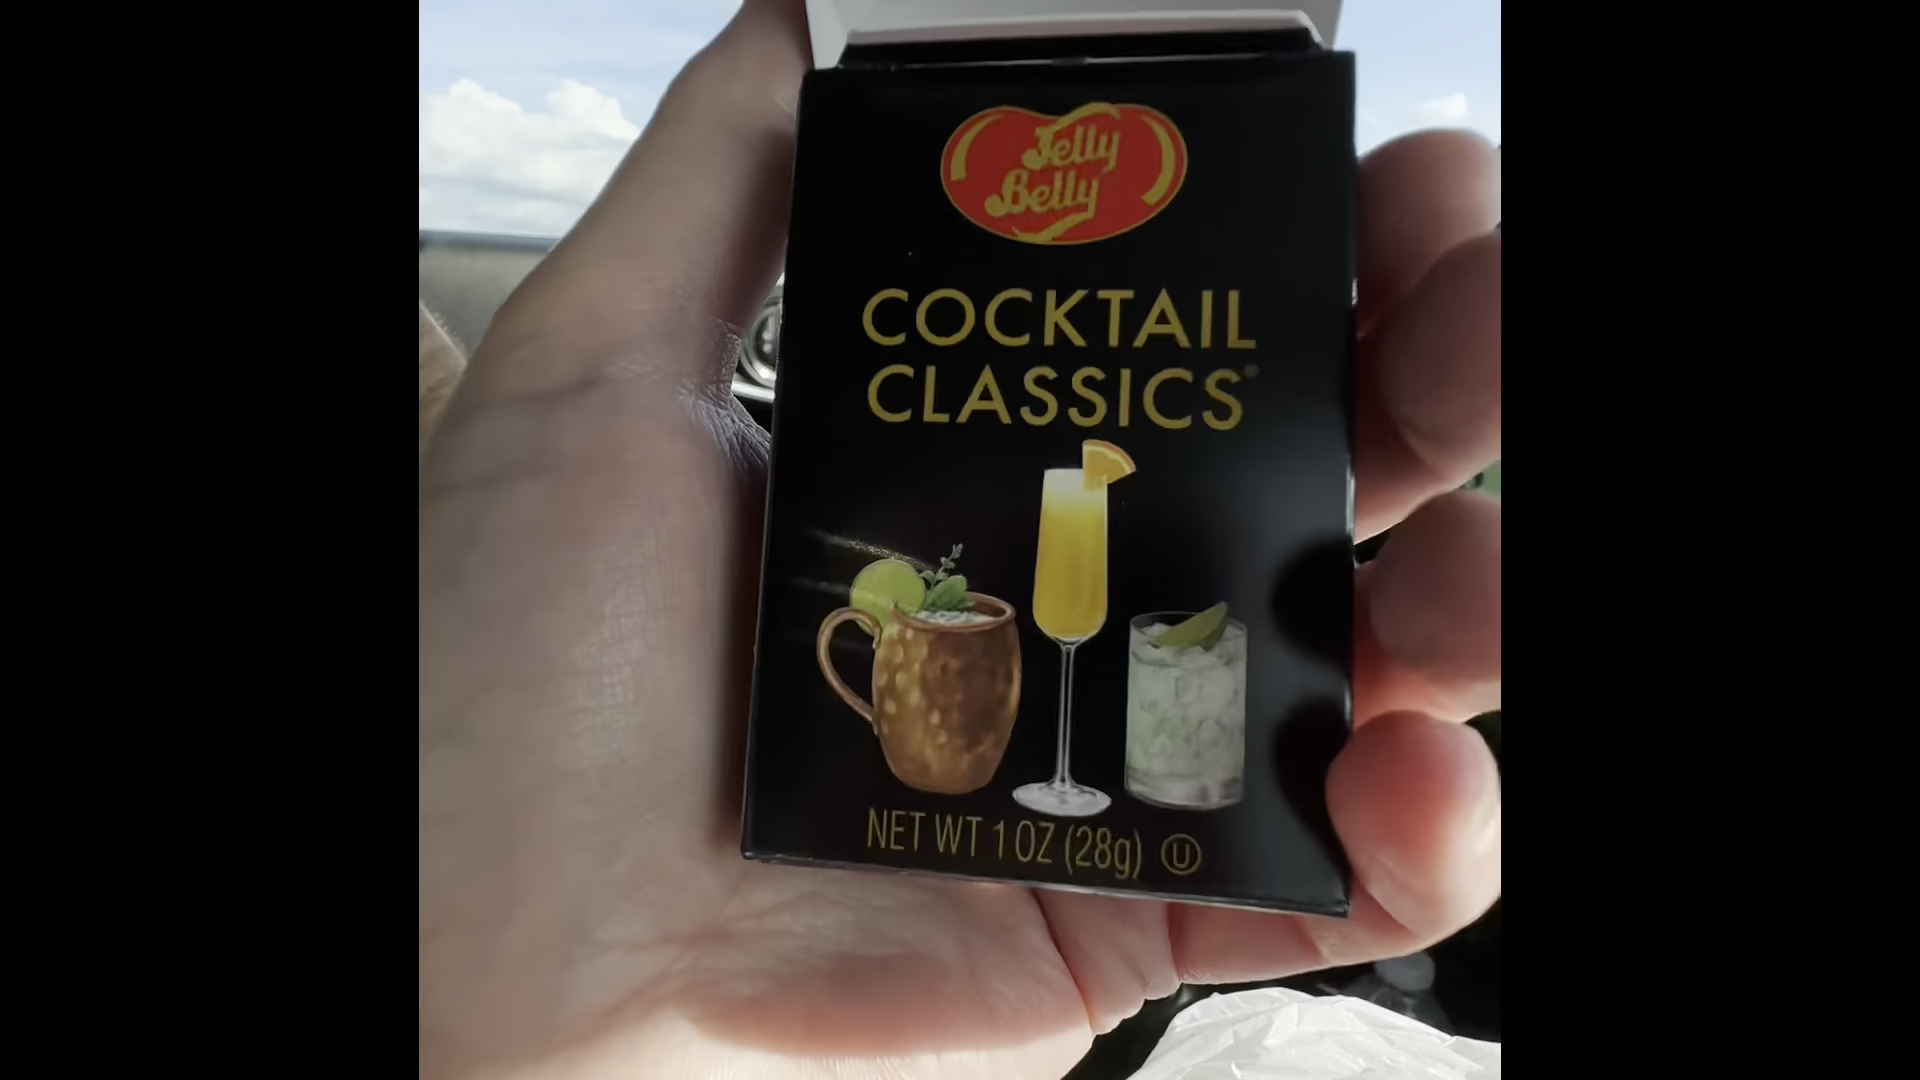 Jelly
Belly
COCKTAIL
CLASSICS®
NET WT 1 OZ (28g) U